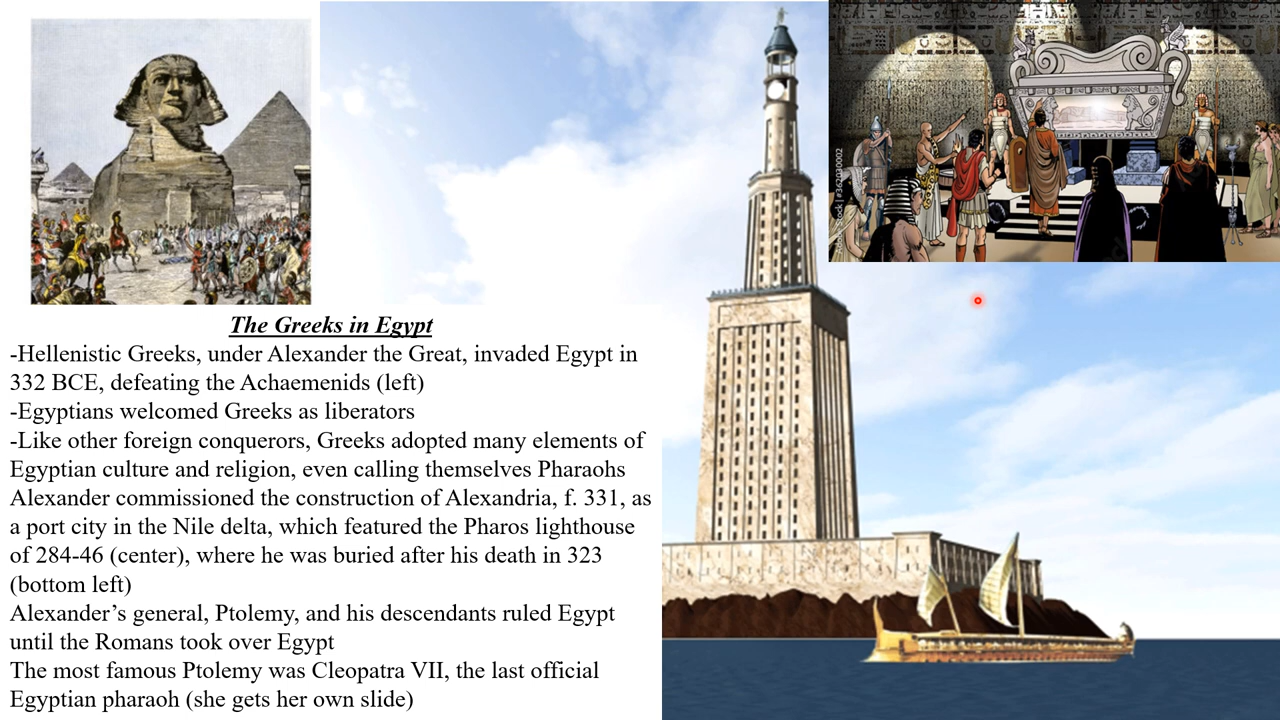 The Greeks in Egypt
-Hellenistic Greeks, under Alexander the Great, invaded Egypt in
332 BCE, defeating the Achaemenids (left)
-Egyptians welcomed Greeks as liberators
-Like other foreign conquerors, Greeks adopted many elements of
Egyptian culture and religion, even calling themselves Pharaohs
Alexander commissioned the construction of Alexandria, f. 331, as
a port city in the Nile delta, which featured the Pharos lighthouse
of 284-46 (center), where he was buried after his death in 323
(bottom left)
Alexander’s general, Ptolemy, and his descendants ruled Egypt
until the Romans took over Egypt
The most famous Ptolemy was Cleopatra VII, the last official
Egyptian pharaoh (she gets her own slide)